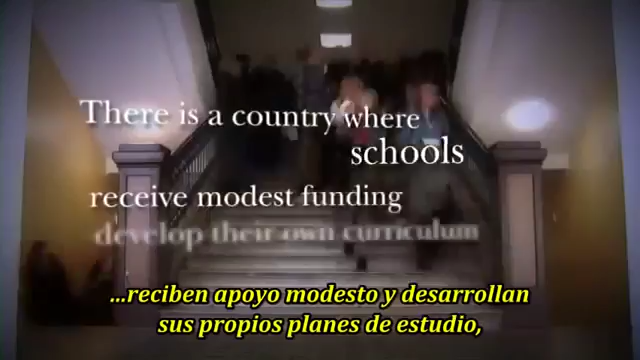 There is a country where
schools
receive modest funding
develop their own curriculum
...reciben apoyo modesto y desarrollan
sus propios planes de estudio,